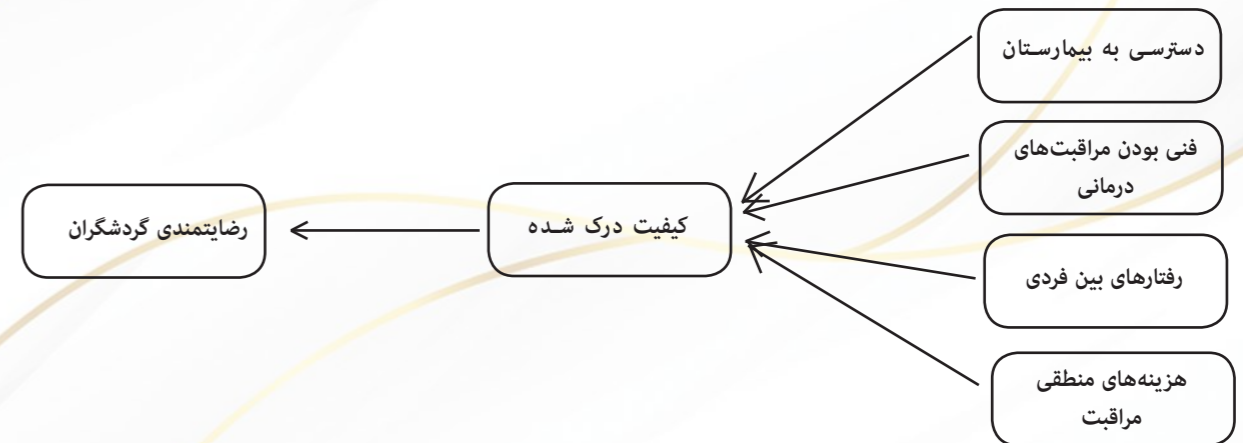 دسترسی به بیمارستان
فنی بودن مراقبت‌های
درمانی
رفتارهای بین فردی
هزینه‌های منطقی
مراقبت
کیفیت درک شده
رضایتمندی گردشگران